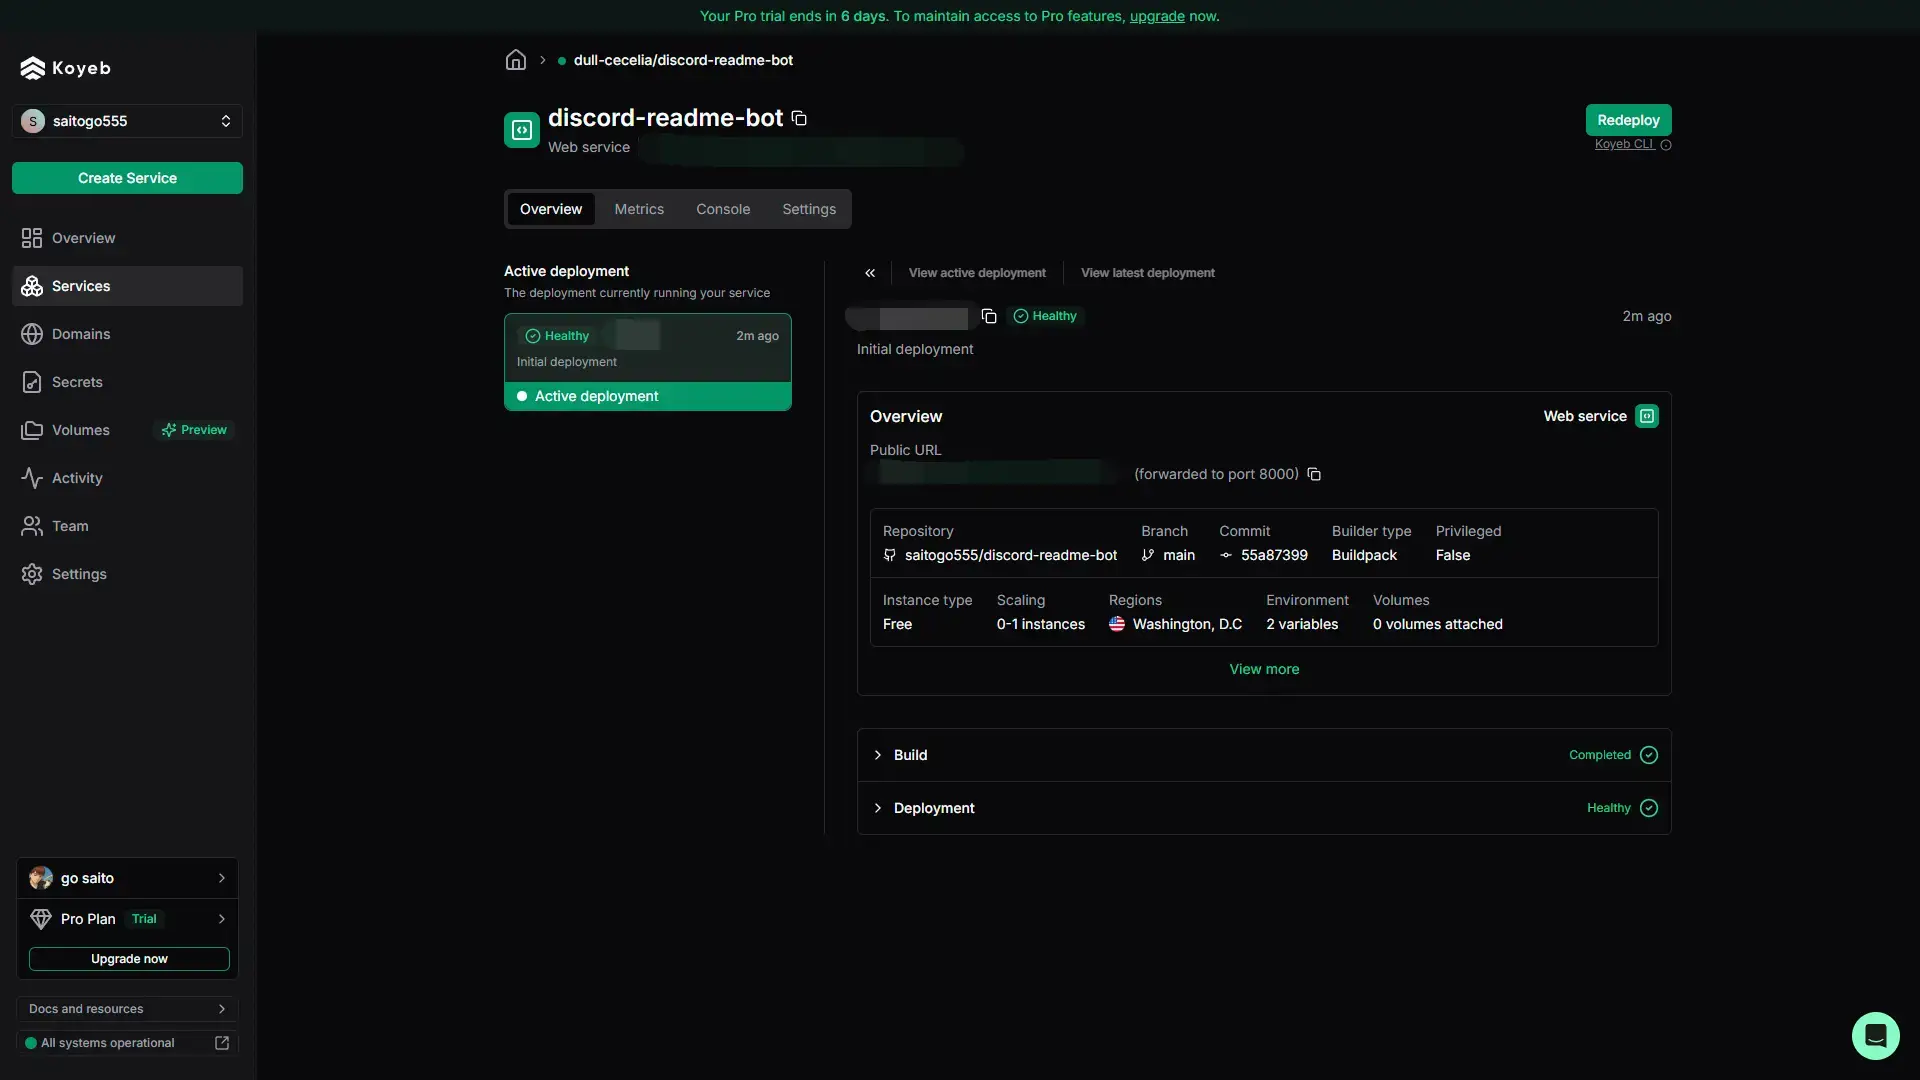 Your Pro trial ends in 6 days. To maintain access to Pro features, upgrade now.
Koyeb
S saitogo555
Create Service
Overview
Services
Domains
Secrets
Volumes Preview
Activity
Team
Settings
go saito
Pro Plan Trial
Upgrade now
Docs and resources
All systems operational
dull-cecelia/discord-readme-bot
discord-readme-bot
Web service
Redeploy
Koyeb CLI
Overview Metrics Console Settings
Active deployment
The deployment currently running your service
Healthy 2m ago
Initial deployment
Active deployment
View active deployment View latest deployment
Healthy 2m ago
Initial deployment
Overview Web service
Public URL
(forwarded to port 8000)
Repository Branch Commit Builder type Privileged
saitogo555/discord-readme-bot main 55a87399 Buildpack False
Instance type Scaling Regions Environment Volumes
Free 0-1 instances Washington, D.C 2 variables 0 volumes attached
View more
Build Completed
Deployment Healthy